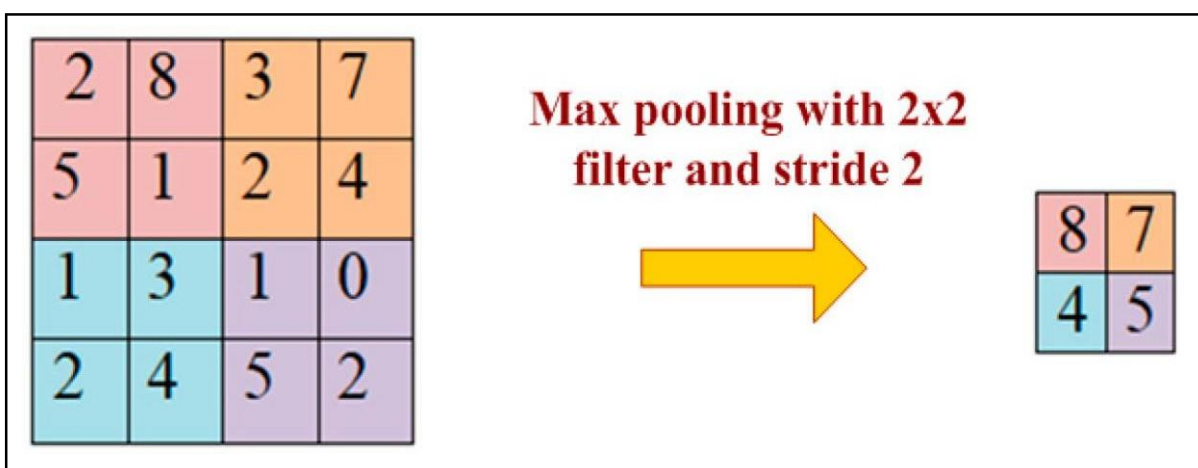 2 8 3 7
5 1 2 4
1 3 1 0
2 4 5 2
Max pooling with 2x2
filter and stride 2
8 7
4 5